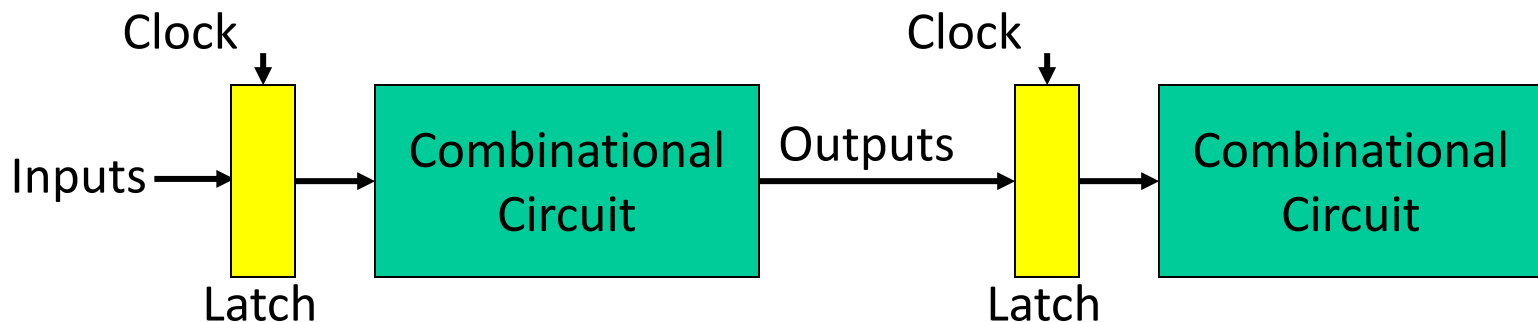 Clock
Clock
Inputs
Combinational
Circuit
Outputs
Combinational
Circuit
Latch
Latch